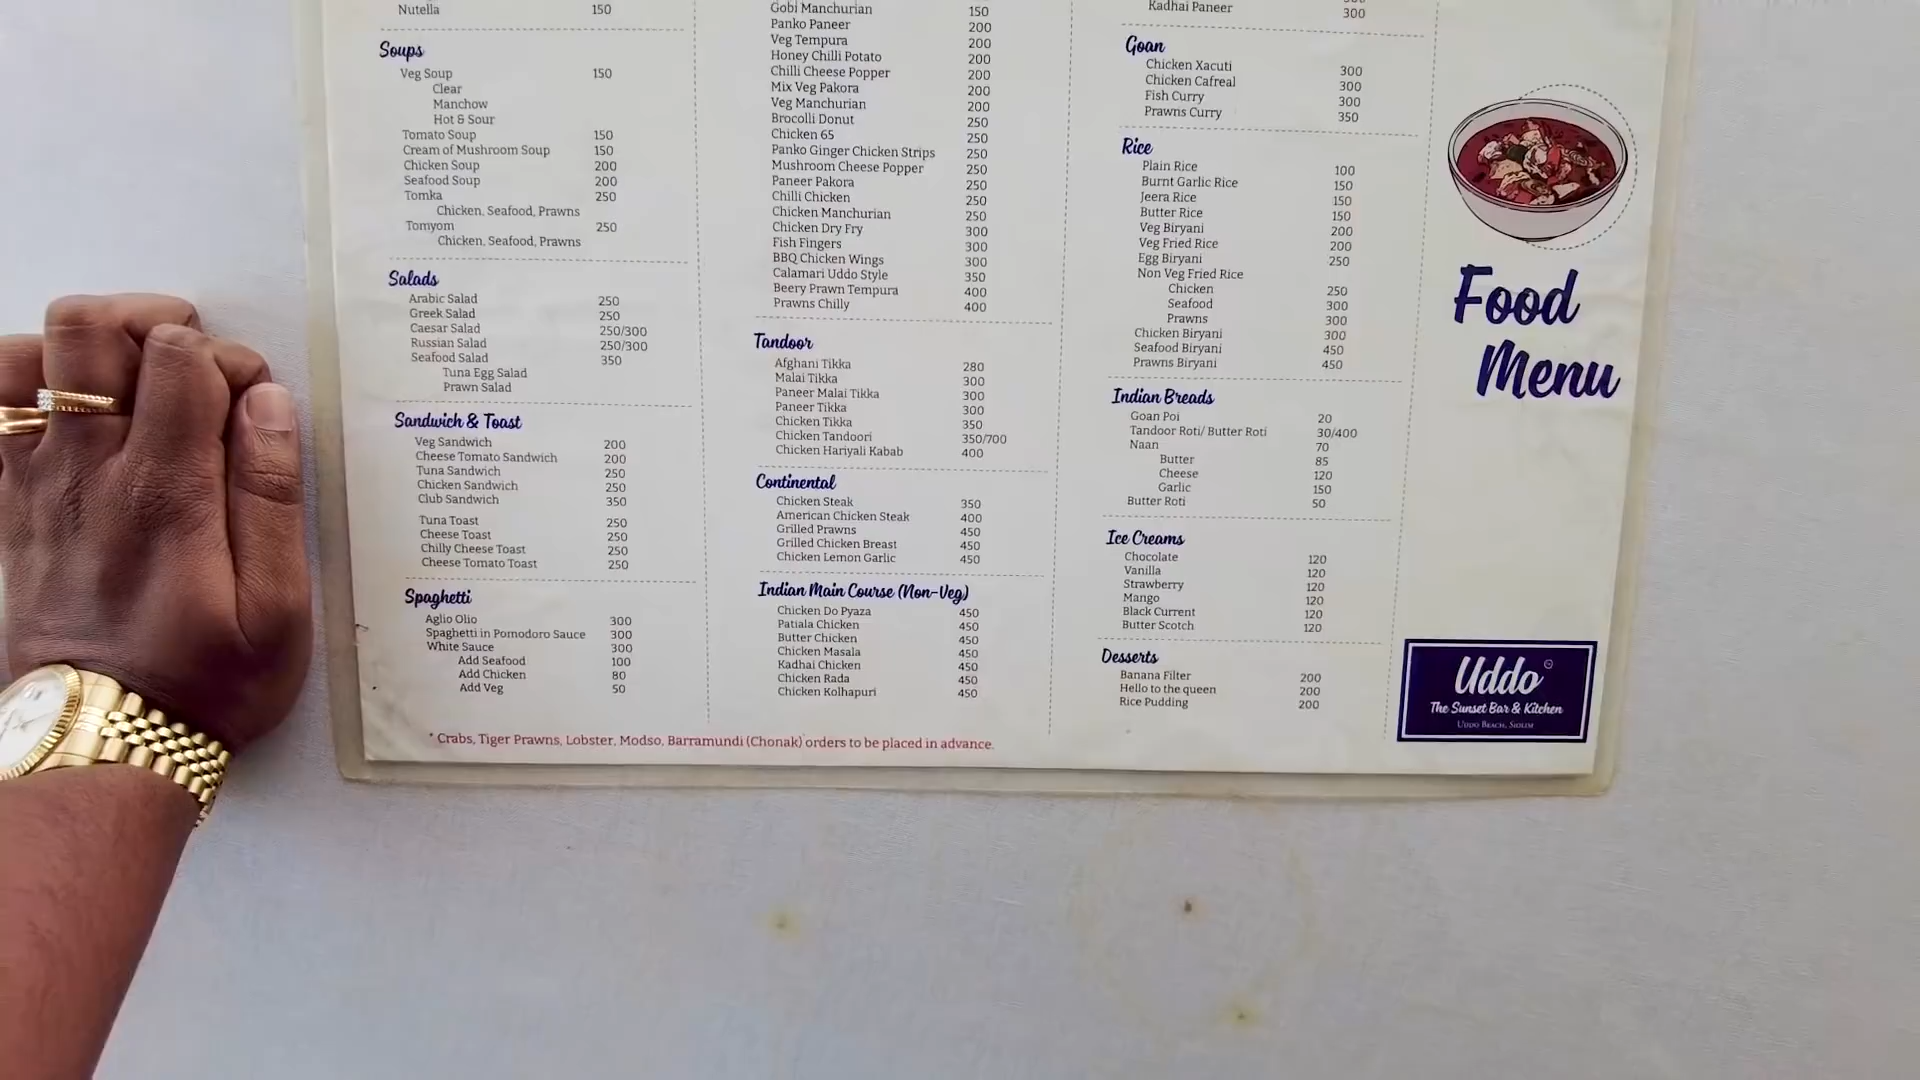 Nutella 150
Soups
Veg Soup 150
Clear
Manchow
Hot & Sour
Tomato Soup 150
Cream of Mushroom Soup 150
Chicken Soup 200
Seafood Soup 200
Tomka 250
Chicken, Seafood, Prawns
Tomyom 250
Chicken, Seafood, Prawns
Salads
Arabic Salad 250
Greek Salad 250
Caesar Salad 250/300
Russian Salad 250/300
Seafood Salad 350
Tuna Egg Salad
Prawn Salad
Sandwich & Toast
Veg Sandwich 200
Cheese Tomato Sandwich 200
Tuna Sandwich 250
Chicken Sandwich 250
Club Sandwich 350
Tuna Toast 250
Cheese Toast 250
Chilly Cheese Toast 250
Cheese Tomato Toast 250
Spaghetti
Aglio Olio 300
Spaghetti in Pomodoro Sauce 300
White Sauce 300
Add Seafood 100
Add Chicken 80
Add Veg 50
Gobi Manchurian 150
Panko Paneer 200
Veg Tempura 200
Honey Chilli Potato 200
Chilli Cheese Popper 200
Mix Veg Pakora 200
Veg Manchurian 200
Brocolli Donut 250
Chicken 65 250
Panko Ginger Chicken Strips 250
Mushroom Cheese Popper 250
Paneer Pakora 250
Chilli Chicken 250
Chicken Manchurian 250
Chicken Dry Fry 300
Fish Fingers 300
BBQ Chicken Wings 300
Calamari Uddo Style 350
Beery Prawn Tempura 400
Prawns Chilly 400
Tandoor
Afghani Tikka 280
Malai Tikka 300
Paneer Malai Tikka 300
Paneer Tikka 300
Chicken Tikka 350
Chicken Tandoori 350/700
Chicken Hariyali Kabab 400
Continental
Chicken Steak 350
American Chicken Steak 400
Grilled Prawns 450
Grilled Chicken Breast 450
Chicken Lemon Garlic 450
Indian Main Course (Non-Veg)
Chicken Do Pyaza 450
Patiala Chicken 450
Butter Chicken 450
Chicken Masala 450
Kadhai Chicken 450
Chicken Rada 450
Chicken Kolhapuri 450
Kadhai Paneer 300
Goan
Chicken Xacuti 300
Chicken Cafreal 300
Fish Curry 300
Prawns Curry 350
Rice
Plain Rice 100
Burnt Garlic Rice 150
Jeera Rice 150
Butter Rice 150
Veg Biryani 200
Veg Fried Rice 200
Egg Biryani 250
Non Veg Fried Rice
Chicken 250
Seafood 300
Prawns 300
Chicken Biryani 300
Seafood Biryani 450
Prawns Biryani 450
Indian Breads
Goan Poi 20
Tandoor Roti/ Butter Roti 30/400
Naan 70
Butter 85
Cheese 120
Garlic 150
Butter Roti 50
Ice Creams
Chocolate 120
Vanilla 120
Strawberry 120
Mango 120
Black Current 120
Butter Scotch 120
Desserts
Banana Filter 200
Hello to the queen 200
Rice Pudding 200
* Crabs, Tiger Prawns, Lobster, Modso, Barramundi (Chonak) orders to be placed in advance.
Food
Menu
Uddo
The Sunset Bar & Kitchen
Uddo Beach, Siolim